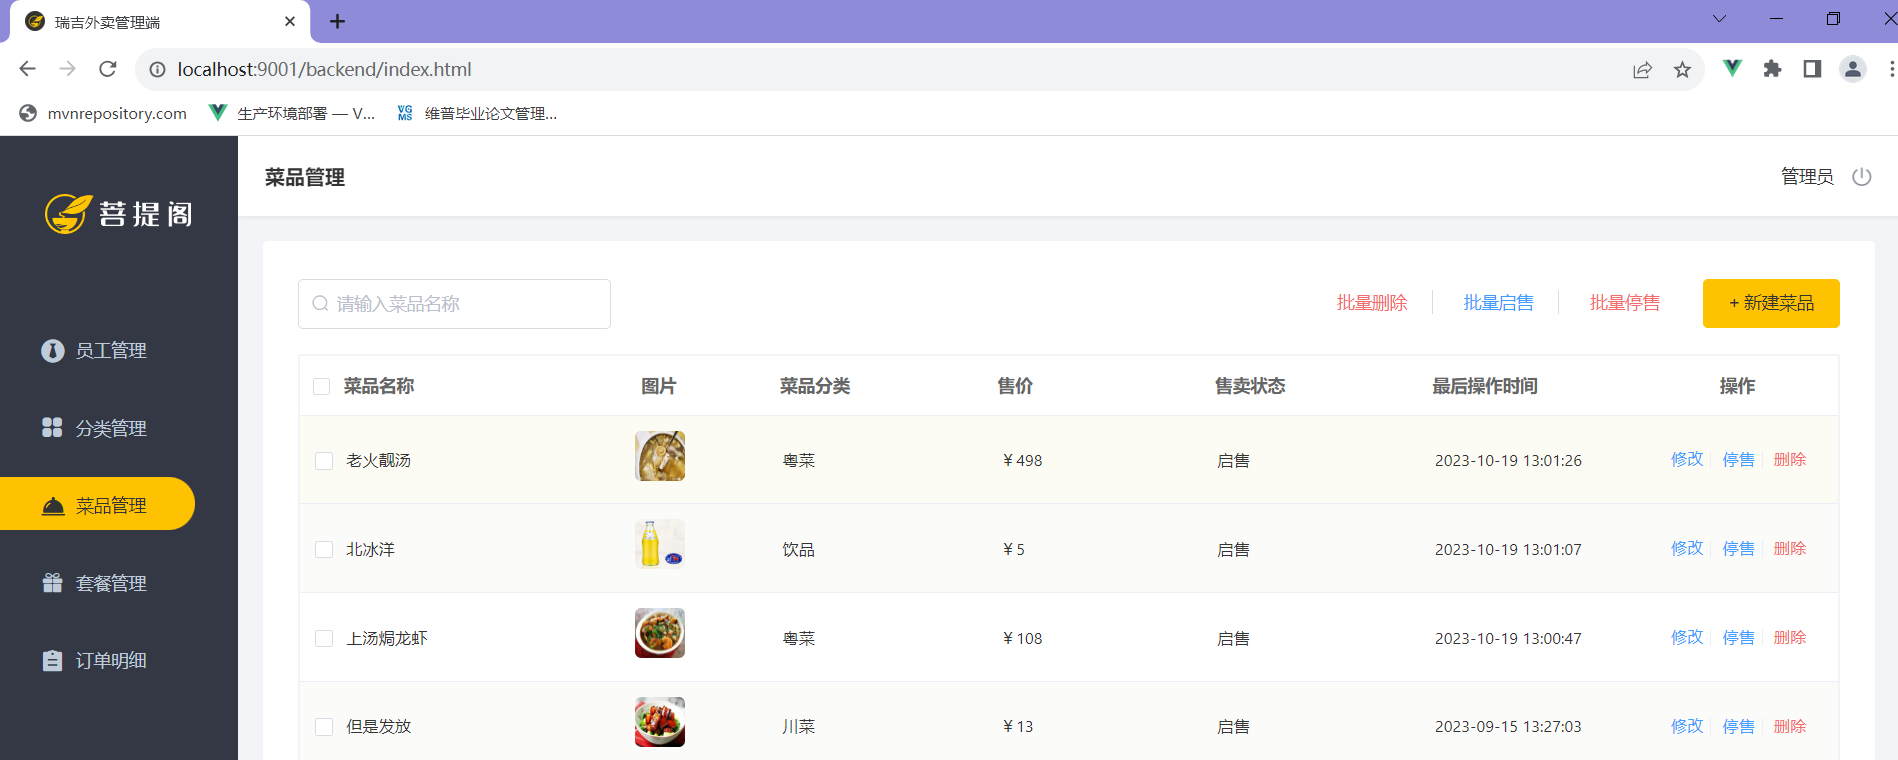 瑞吉外卖管理端
localhost:9001/backend/index.html
mvnrepository.com 生产环境部署 — V... VG MS 维普毕业论文管理...
菩提阁
员工管理
分类管理
菜品管理
套餐管理
订单明细
菜品管理 管理员
请输入菜品名称 批量删除 批量启售 批量停售 + 新建菜品
菜品名称 图片 菜品分类 售价 售卖状态 最后操作时间 操作
老火靓汤 粤菜 ¥ 498 启售 2023-10-19 13:01:26 修改 停售 删除
北冰洋 饮品 ¥ 5 启售 2023-10-19 13:01:07 修改 停售 删除
上汤焗龙虾 粤菜 ¥ 108 启售 2023-10-19 13:00:47 修改 停售 删除
但是发放 川菜 ¥ 13 启售 2023-09-15 13:27:03 修改 停售 删除